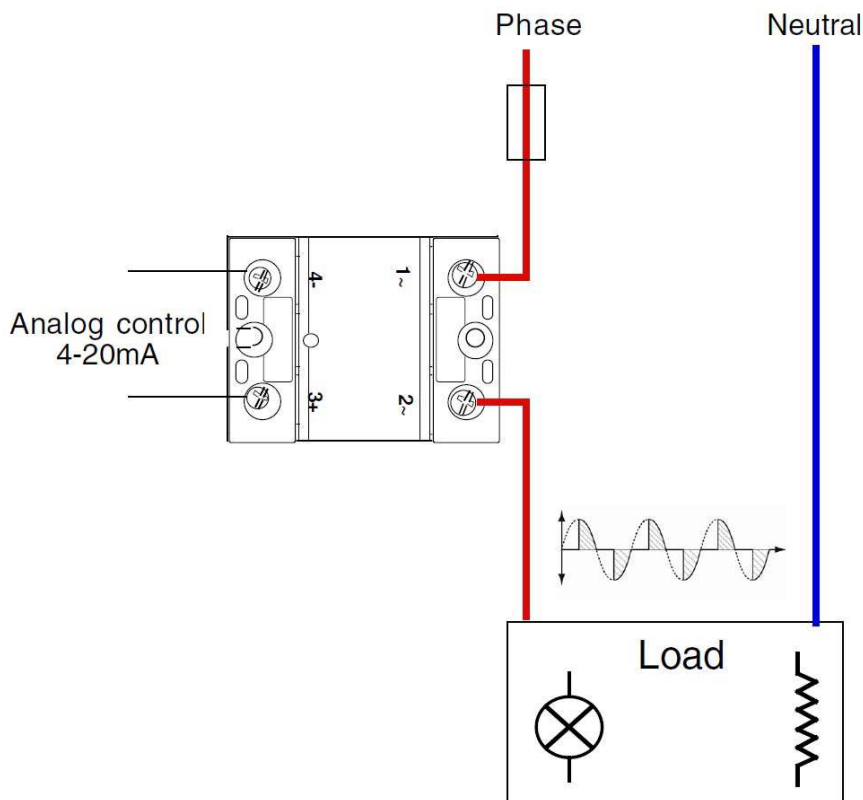 Phase
Neutral
4-
1
~
Analog control
4-20mA
3+
2~
Load